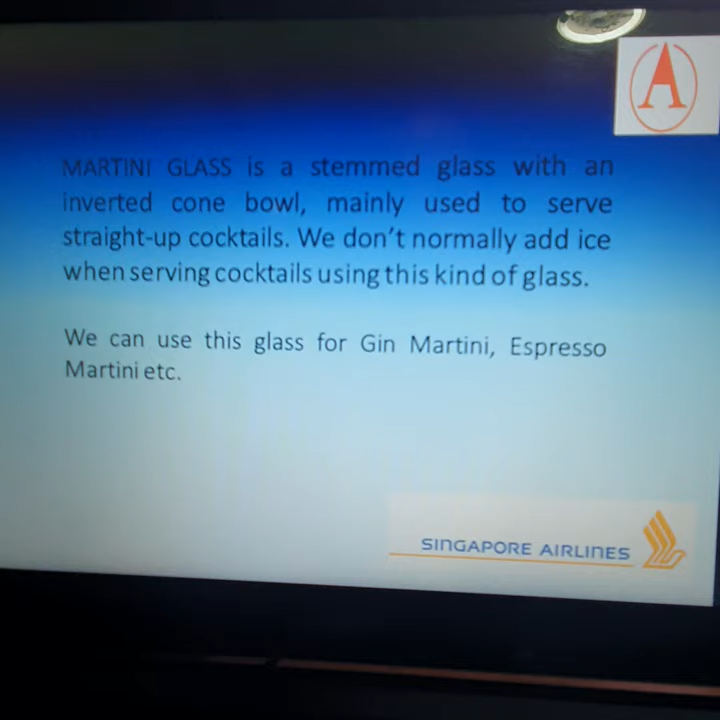 A
MARTINI GLASS is a stemmed glass with an
inverted cone bowl, mainly used to serve
straight-up cocktails. We don't normally add ice
when serving cocktails using this kind of glass.
We can use this glass for Gin Martini, Espresso
Martini etc.
SINGAPORE AIRLINES